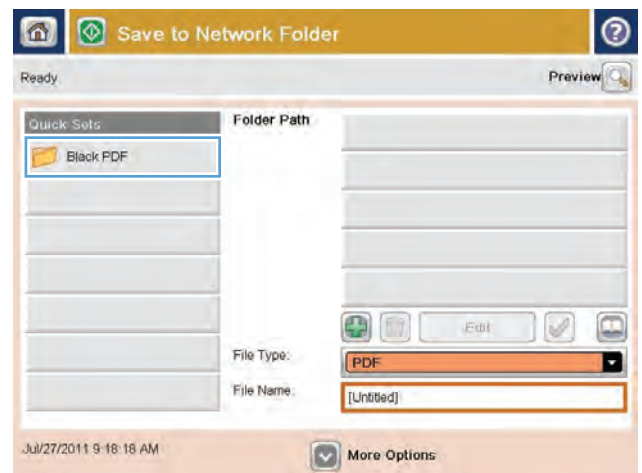 Save to Network Folder
Ready
Preview
Quick Sets
Folder Path
Black PDF
Edit
File Type:
PDF
File Name:
[Untitled]
Jul/27/2011 9:18:18 AM
More Options